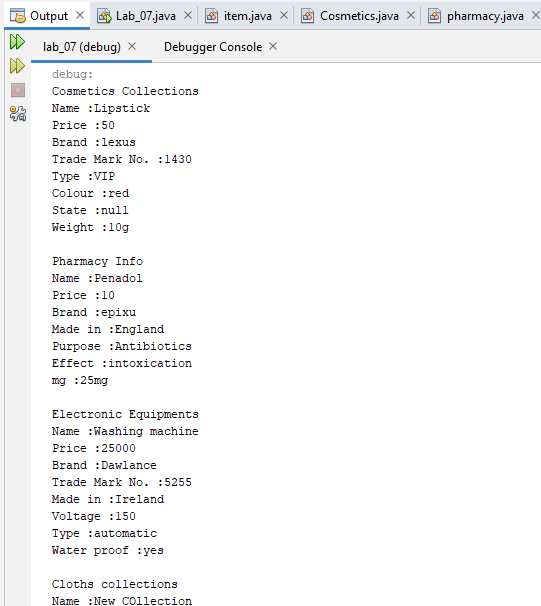 Output
Lab_07.java
item.java
Cosmetics.java
pharmacy.java
lab_07 (debug)
Debugger Console
debug:
Cosmetics Collections
Name :Lipstick
Price :50
Brand :lexus
Trade Mark No. :1430
Type :VIP
Colour :red
State :null
Weight :10g
Pharmacy Info
Name :Penadol
Price :10
Brand :epixu
Made in :England
Purpose :Antibiotics
Effect :intoxication
mg :25mg
Electronic Equipments
Name :Washing machine
Price :25000
Brand :Dawlance
Trade Mark No. :5255
Made in :Ireland
Voltage :150
Type :automatic
Water proof :yes
Cloths collections
Name :New COllection